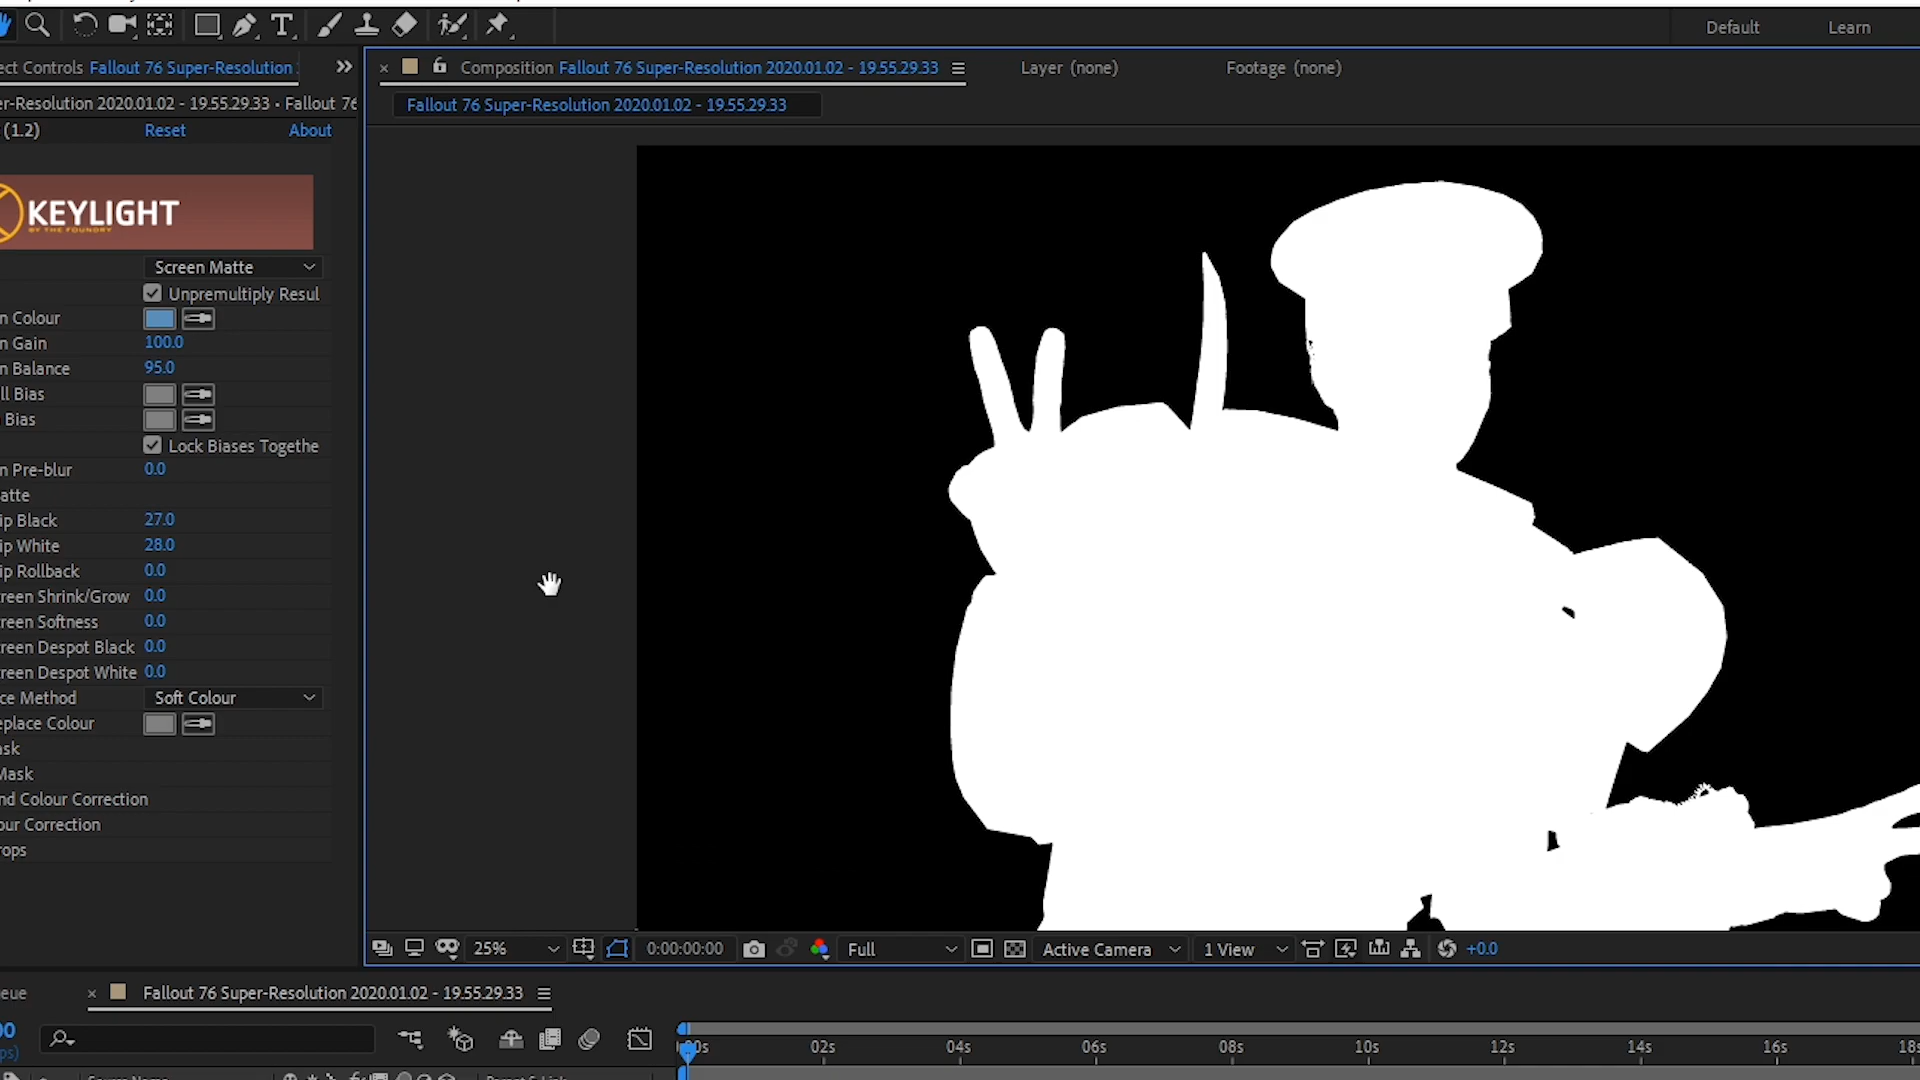 Default Learn
ect Controls Fallout 76 Super-Resolution
Composition Fallout 76 Super-Resolution 2020.01.02 - 19.55.29.33
Layer (none)
Footage (none)
er-Resolution 2020.01.02 - 19.55.29.33 • Fallout 76
Fallout 76 Super-Resolution 2020.01.02 - 19.55.29.33
(1.2) Reset About
KEYLIGHT
BY THE FOUNDRY
Screen Matte
Unpremultiply Resul
n Colour
n Gain 100.0
n Balance 95.0
ll Bias
Bias
Lock Biases Togethe
n Pre-blur 0.0
atte
ip Black 27.0
ip White 28.0
ip Rollback 0.0
reen Shrink/Grow 0.0
reen Softness 0.0
reen Despot Black 0.0
reen Despot White 0.0
ce Method Soft Colour
eplace Colour
ask
Mask
nd Colour Correction
our Correction
rops
25% 0:00:00:00 Full Active Camera 1 View +0.0
eue Fallout 76 Super-Resolution 2020.01.02 - 19.55.29.33
00
ps)
00s 02s 04s 06s 08s 10s 12s 14s 16s 18s